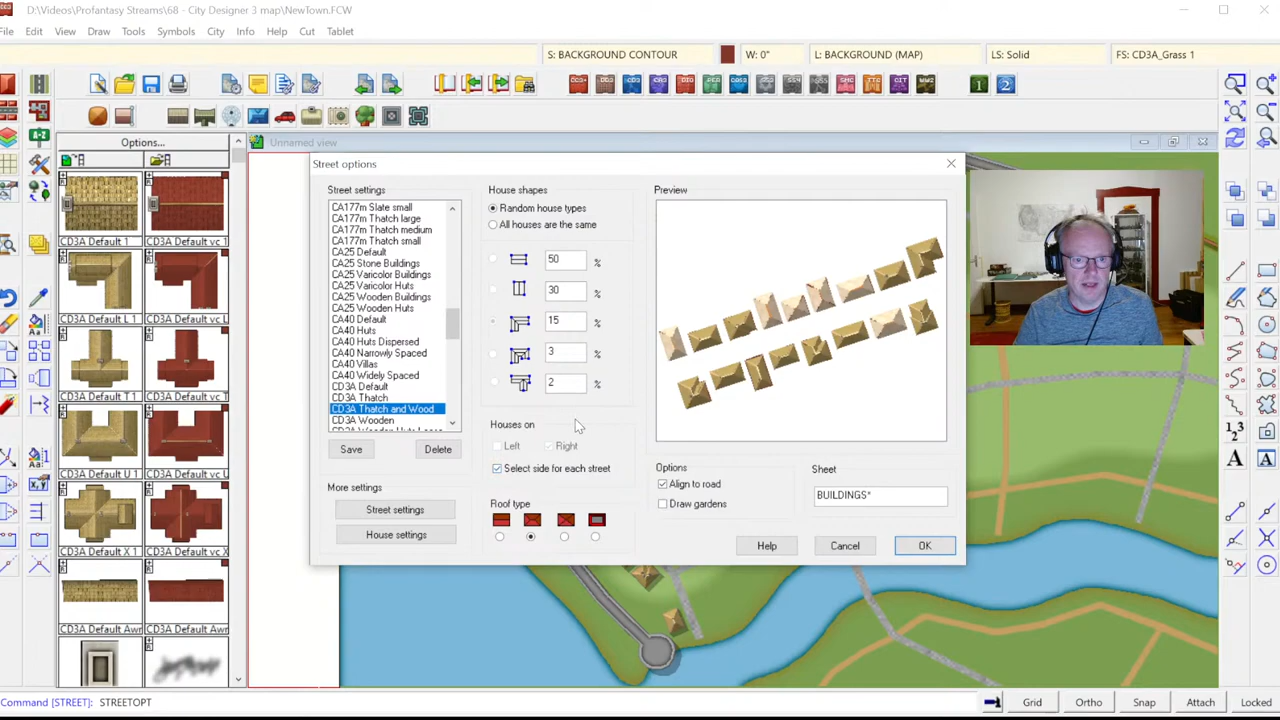 D:\Videos\Profantasy Streams\68 - City Designer 3 map\NewTown.FCW
File Edit View Draw Tools Symbols City Info Help Cut Tablet
S: BACKGROUND CONTOUR W: 0" L: BACKGROUND (MAP) LS: Solid FS: CD3A_Grass 1
Options...
Unnamed view
CD3A Default 1 CD3A Default vc 1
CD3A Default L 1 CD3A Default vc L
CD3A Default T 1 CD3A Default vc T
CD3A Default U 1 CD3A Default vc U
CD3A Default X 1 CD3A Default vc X
CD3A Default Awr CD3A Default Awr
Street options
Street settings
CA177m Slate small
CA177m Thatch large
CA177m Thatch medium
CA177m Thatch small
CA25 Default
CA25 Stone Buildings
CA25 Varicolor Buildings
CA25 Varicolor Huts
CA25 Wooden Buildings
CA25 Wooden Huts
CA40 Default
CA40 Huts
CA40 Huts Dispersed
CA40 Narrowly Spaced
CA40 Villas
CA40 Widely Spaced
CD3A Default
CD3A Thatch
CD3A Thatch and Wood
CD3A Wooden
Save Delete
More settings
Street settings
House settings
House shapes
Random house types
All houses are the same
50 %
30 %
15 %
3 %
2 %
Houses on
Left Right
Select side for each street
Roof type
Preview
Options
Align to road
Draw gardens
Sheet
BUILDINGS*
Help Cancel OK
Command [STREET]: STREETOPT
Grid Ortho Snap Attach Locked